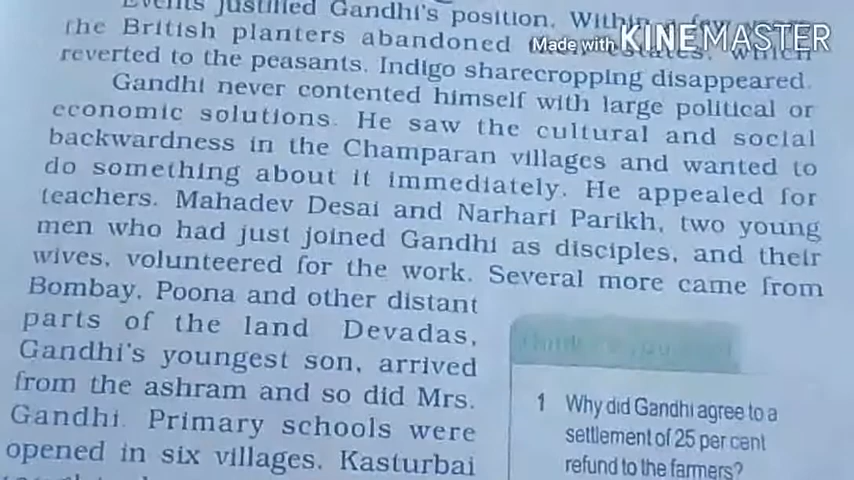 Events justified Gandhi's position. Within a few years
the British planters abandoned their estates, which
reverted to the peasants. Indigo sharecropping disappeared.
Gandhi never contented himself with large political or
economic solutions. He saw the cultural and social
backwardness in the Champaran villages and wanted to
do something about it immediately. He appealed for
teachers. Mahadev Desai and Narhari Parikh, two young
men who had just joined Gandhi as disciples, and their
wives, volunteered for the work. Several more came from
Bombay, Poona and other distant
parts of the land Devadas,
Gandhi's youngest son, arrived
from the ashram and so did Mrs.
Gandhi. Primary schools were
opened in six villages. Kasturbai
Made with KINEMASTER
1 Why did Gandhi agree to a
settlement of 25 per cent
refund to the farmers?